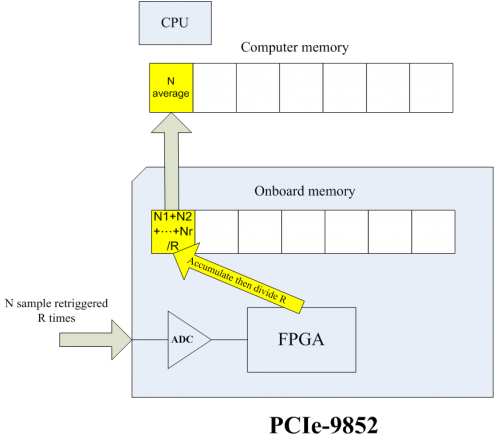 CPU
Computer memory
N
average
Onboard memory
N1+N2
+····+Nr
/R
Accumulate then divide R
N sample retriggered
R times
ADC
FPGA
PCIe-9852